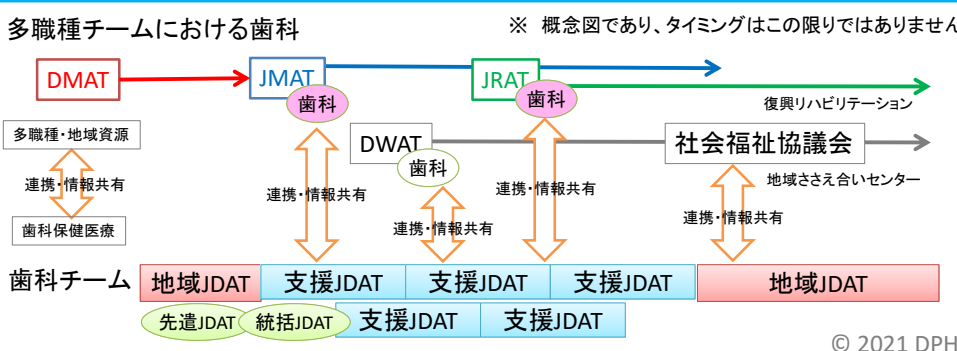 多職種チームにおける歯科
※ 概念図であり、タイミングはこの限りではありません
DMAT
JMAT
歯科
JRAT
歯科
復興リハビリテーション
多職種・地域資源
連携・情報共有
歯科保健医療
DWAT
歯科
社会福祉協議会
地域ささえ合いセンター
連携・情報共有
連携・情報共有
連携・情報共有
連携・情報共有
歯科チーム
地域JDAT
支援JDAT
支援JDAT
支援JDAT
地域JDAT
先遣JDAT
統括JDAT
支援JDAT
支援JDAT
© 2021 DPH